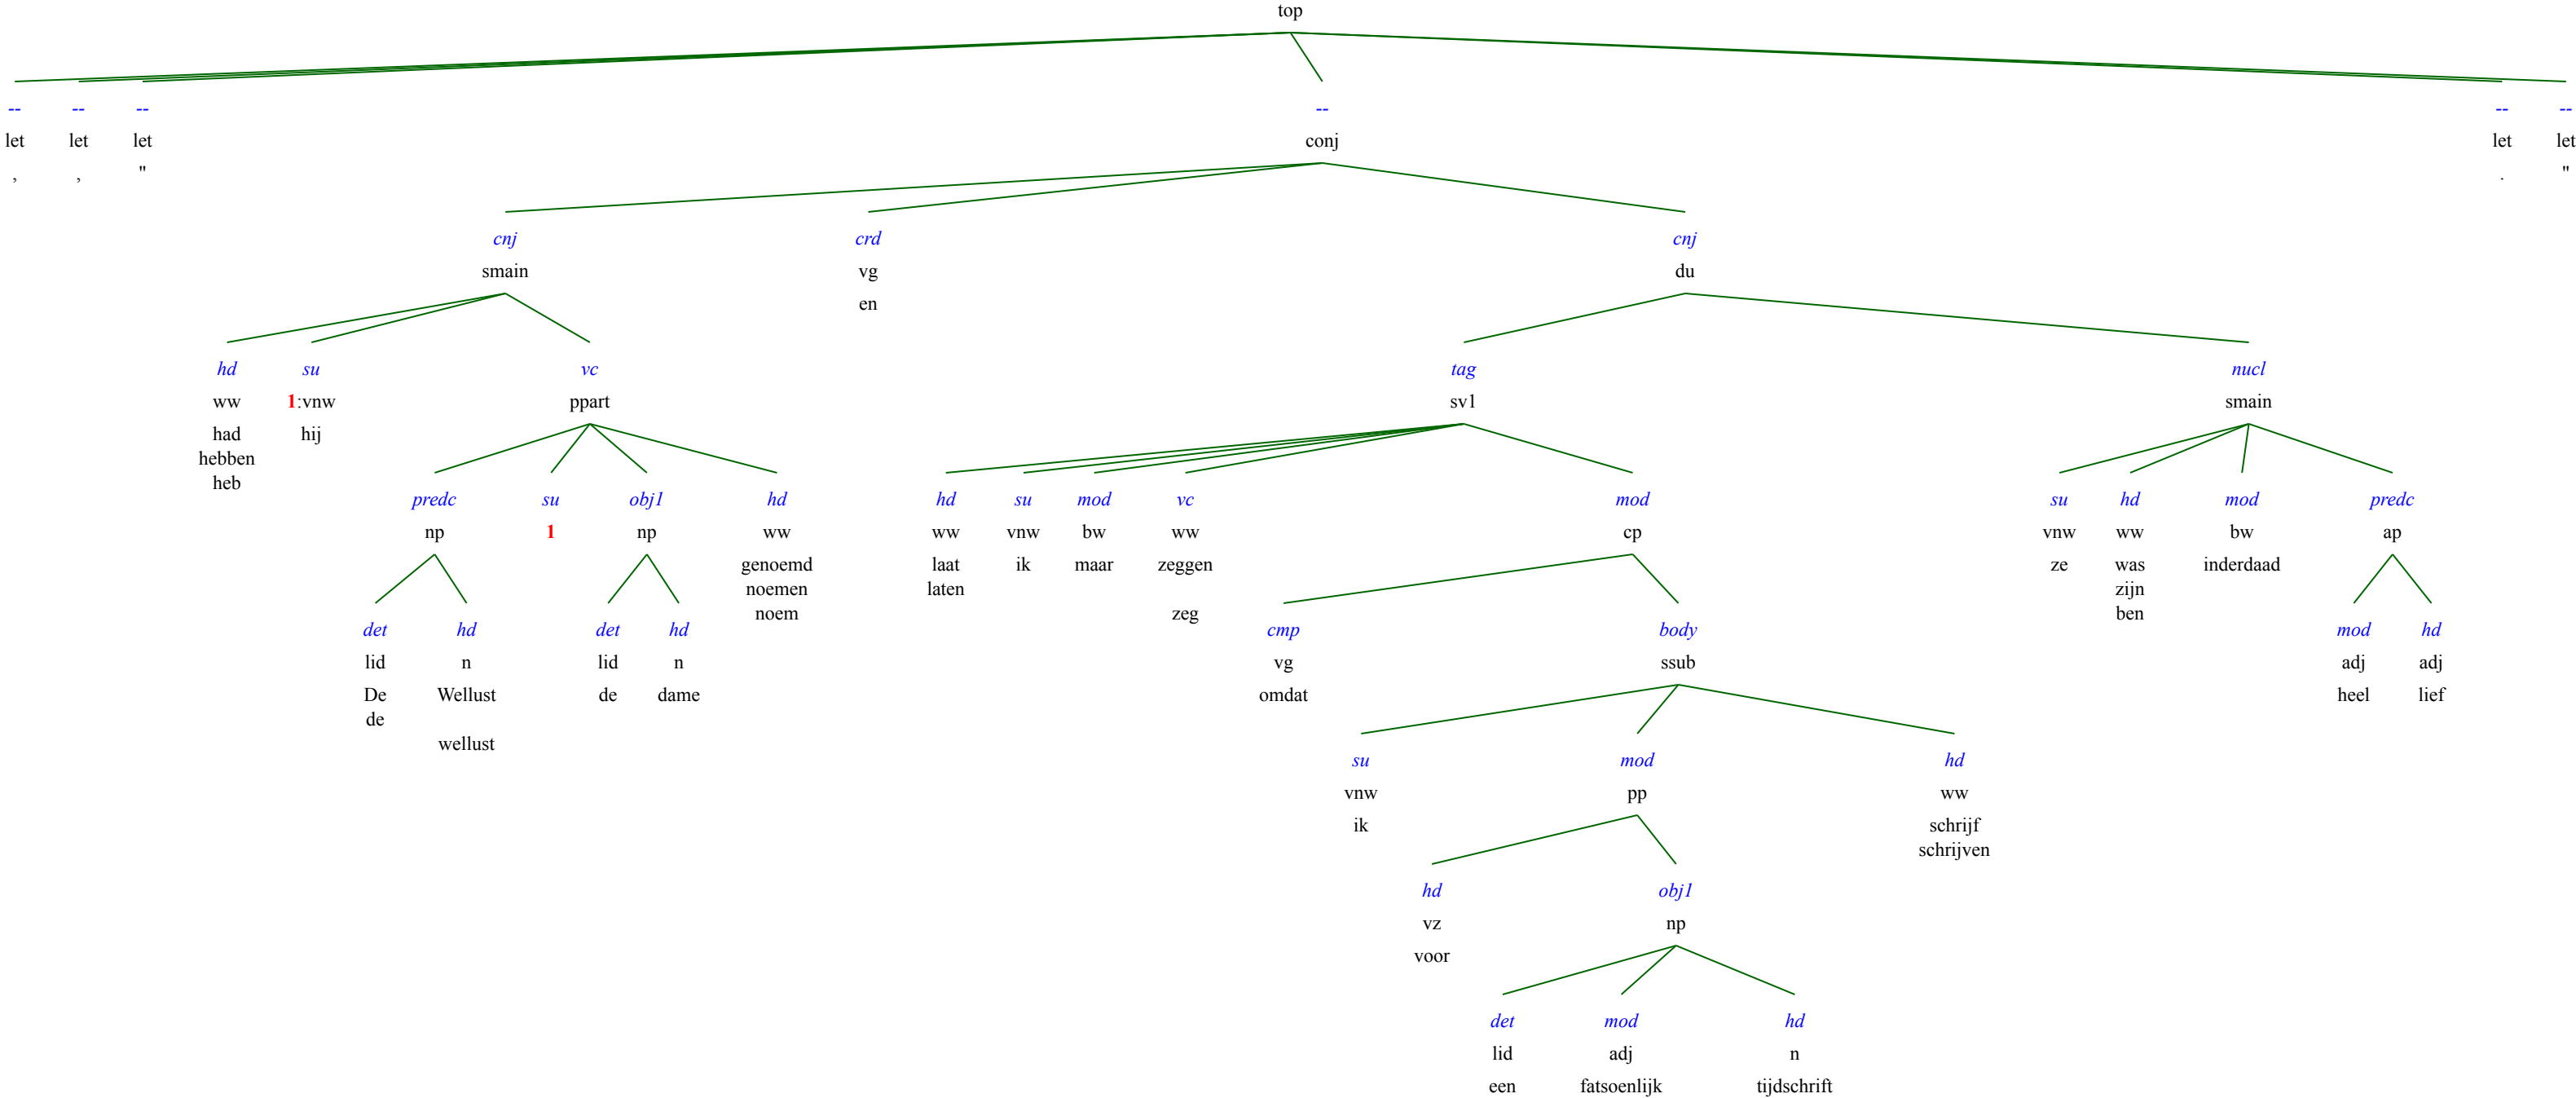 top
-- -- -- -- -- --
let let let conj let let
, , " . "
cnj crd cnj
smain vg du
en
hd su vc tag nucl
ww 1:vnw ppart sv1 smain
had hij
hebben
heb
predc su obj1 hd hd su mod vc mod su hd mod predc
np 1 np ww ww vnw bw ww cp vnw ww bw ap
genoemd laat ik maar zeggen ze was inderdaad
noemen laten zijn
noem zeg ben
det hd det hd cmp body mod hd
lid n lid n vg ssub adj adj
De Wellust de dame omdat heel lief
de
wellust
su mod hd
vnw pp ww
ik schrijf
schrijven
hd obj1
vz np
voor
det mod hd
lid adj n
een fatsoenlijk tijdschrift